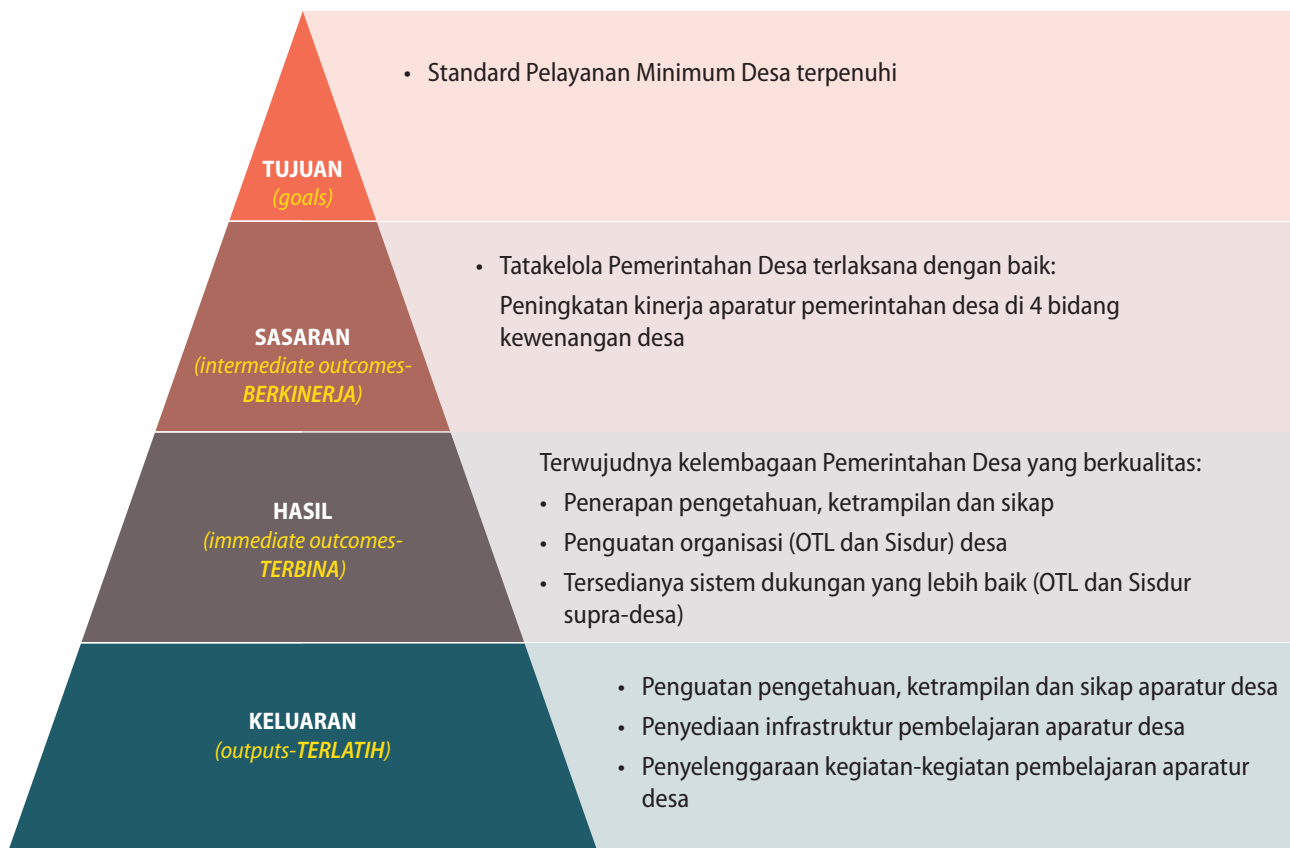 • Standard Pelayanan Minimum Desa terpenuhi
TUJUAN
(goals)
• Tatakelola Pemerintahan Desa terlaksana dengan baik:
Peningkatan kinerja aparatur pemerintahan desa di 4 bidang
kewenangan desa
SASARAN
(intermediate outcomes-
BERKINERJA)
Terwujudnya kelembagaan Pemerintahan Desa yang berkualitas:
• Penerapan pengetahuan, ketrampilan dan sikap
• Penguatan organisasi (OTL dan Sisdur) desa
• Tersedianya sistem dukungan yang lebih baik (OTL dan Sisdur
supra-desa)
HASIL
(immediate outcomes-
TERBINA)
• Penguatan pengetahuan, ketrampilan dan sikap aparatur desa
• Penyediaan infrastruktur pembelajaran aparatur desa
• Penyelenggaraan kegiatan-kegiatan pembelajaran aparatur
desa
KELUARAN
(outputs-TERLATIH)